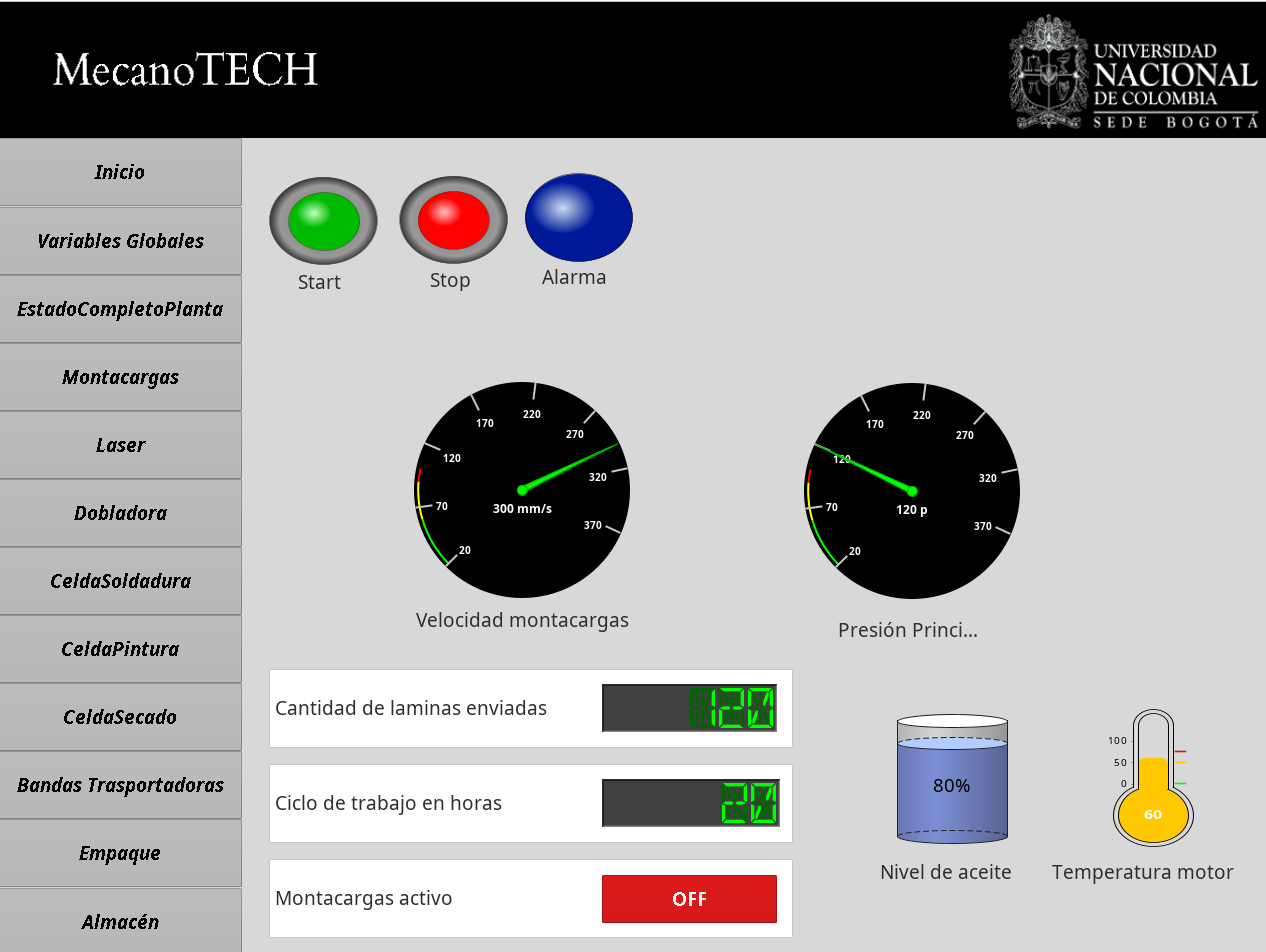 MecanoTECH
UNIVERSIDAD
NACIONAL
DE COLOMBIA
SEDE BOGOTÁ
Inicio
Variables Globales
EstadoCompletoPlanta
Montacargas
Laser
Dobladora
CeldaSoldadura
CeldaPintura
CeldaSecado
Bandas Trasportadoras
Empaque
Almacén
Start
Stop
Alarma
20
70
120
170
220
270
320
370
300 mm/s
Velocidad montacargas
20
70
120
170
220
270
320
370
120 p
Presión Princi...
Cantidad de laminas enviadas
120
Ciclo de trabajo en horas
20
Montacargas activo
OFF
80%
Nivel de aceite
100
50
0
60
Temperatura motor